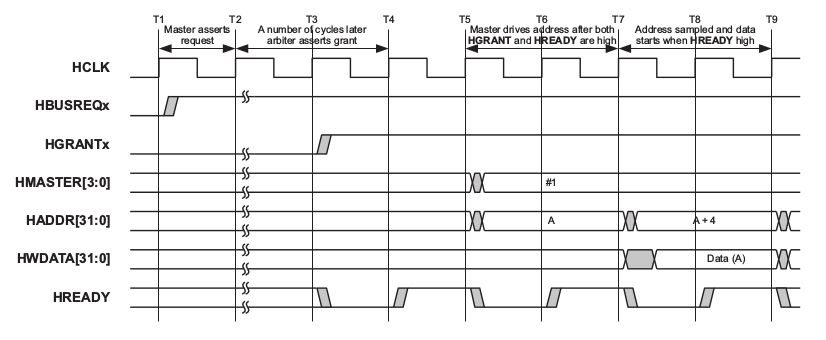 T1 T2 T3 T4 T5 T6 T7 T8 T9
Master asserts
request
A number of cycles later
arbiter asserts grant
Master drives address after both
HGRANT and HREADY are high
Address sampled and data
starts when HREADY high
HCLK
HBUSREQx
HGRANTx
HMASTER[3:0] #1
HADDR[31:0] A A + 4
HWDATA[31:0] Data (A)
HREADY